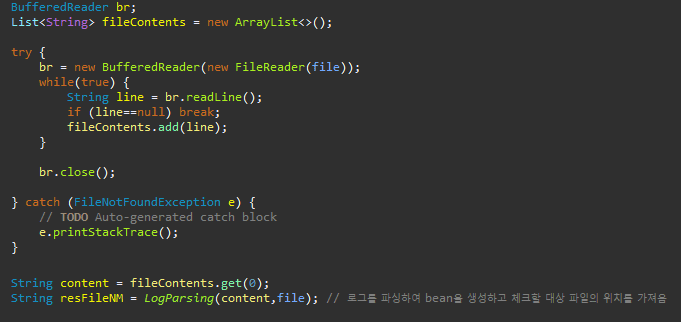 BufferedReader br;
List<String> fileContents = new ArrayList<>();
try {
br = new BufferedReader(new FileReader(file));
while(true) {
String line = br.readLine();
if (line==null) break;
fileContents.add(line);
}
br.close();
} catch (FileNotFoundException e) {
// TODO Auto-generated catch block
e.printStackTrace();
}
String content = fileContents.get(0);
String resFileNM = LogParsing(content,file); // 로그를 파싱하여 bean을 생성하고 체크할 대상 파일의 위치를 가져옴